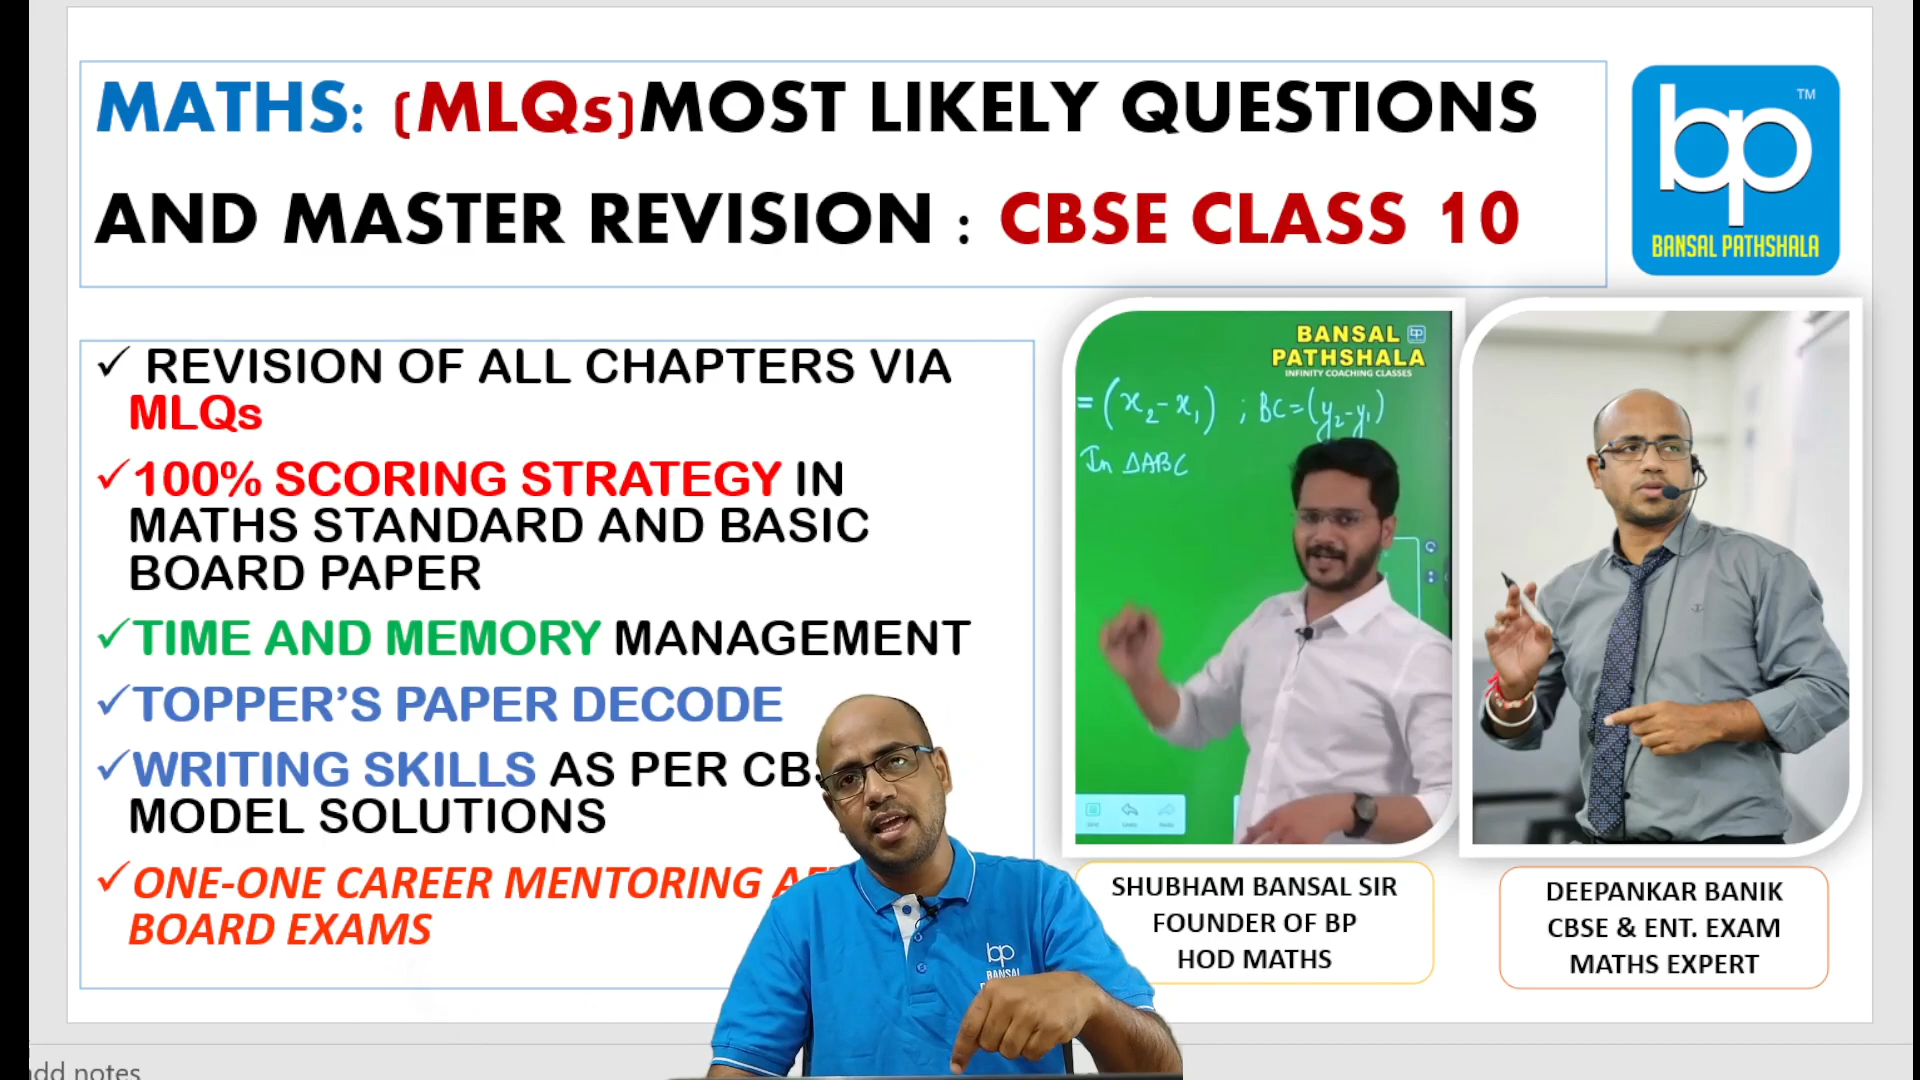 MATHS: (MLQs)MOST LIKELY QUESTIONS
AND MASTER REVISION : CBSE CLASS 10
bp
TM
BANSAL PATHSHALA
✓ REVISION OF ALL CHAPTERS VIA
MLQs
✓100% SCORING STRATEGY IN
MATHS STANDARD AND BASIC
BOARD PAPER
✓TIME AND MEMORY MANAGEMENT
✓TOPPER'S PAPER DECODE
✓WRITING SKILLS AS PER CB
MODEL SOLUTIONS
✓ONE-ONE CAREER MENTORING
BOARD EXAMS
BANSAL bp
PATHSHALA
INFINITY COACHING CLASSES
= (x₂-x₁) ; BC=(y₂-y₁)
In ΔABC
SHUBHAM BANSAL SIR
FOUNDER OF BP
HOD MATHS
DEEPANKAR BANIK
CBSE & ENT. EXAM
MATHS EXPERT
bp
BANSAL
dd notes